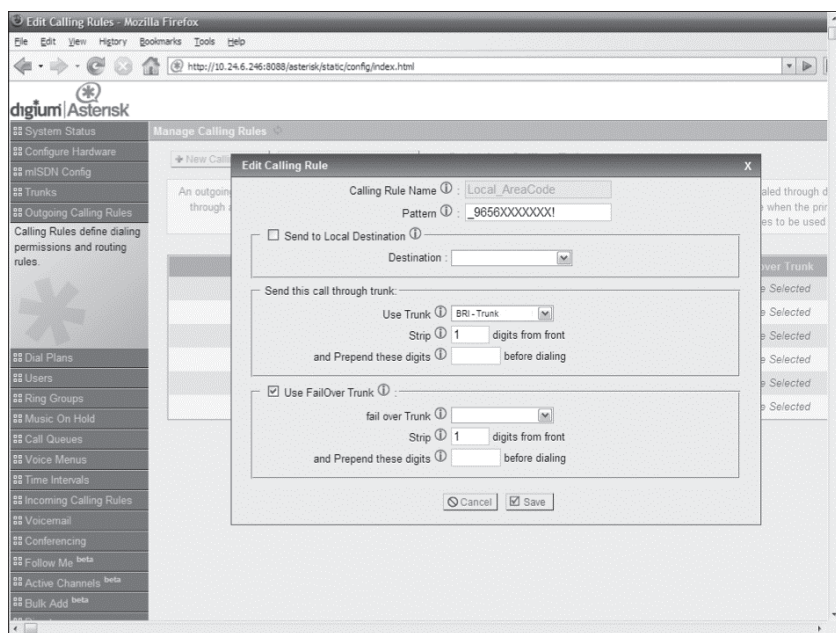 Edit Calling Rules - Mozilla Firefox
File Edit View History Bookmarks Tools Help
http://10.24.6.246:8088/asterisk/static/config/index.html
digium Asterisk
System Status
Configure Hardware
mISDN Config
Trunks
Outgoing Calling Rules
Calling Rules define dialing
permissions and routing
rules.
Dial Plans
Users
Ring Groups
Music On Hold
Call Queues
Voice Menus
Time Intervals
Incoming Calling Rules
Voicemail
Conferencing
Follow Me beta
Active Channels beta
Bulk Add beta
Manage Calling Rules
New Calli
An outgoin
through a
aled through d
when the pri
es to be used
over Trunk
e Selected
e Selected
e Selected
e Selected
e Selected
e Selected
Edit Calling Rule X
Calling Rule Name : Local_AreaCode
Pattern : _9656XXXXXXX!
Send to Local Destination
Destination :
Send this call through trunk:
Use Trunk BRI - Trunk
Strip 1 digits from front
and Prepend these digits before dialing
Use FailOver Trunk :
fail over Trunk
Strip 1 digits from front
and Prepend these digits before dialing
Cancel Save